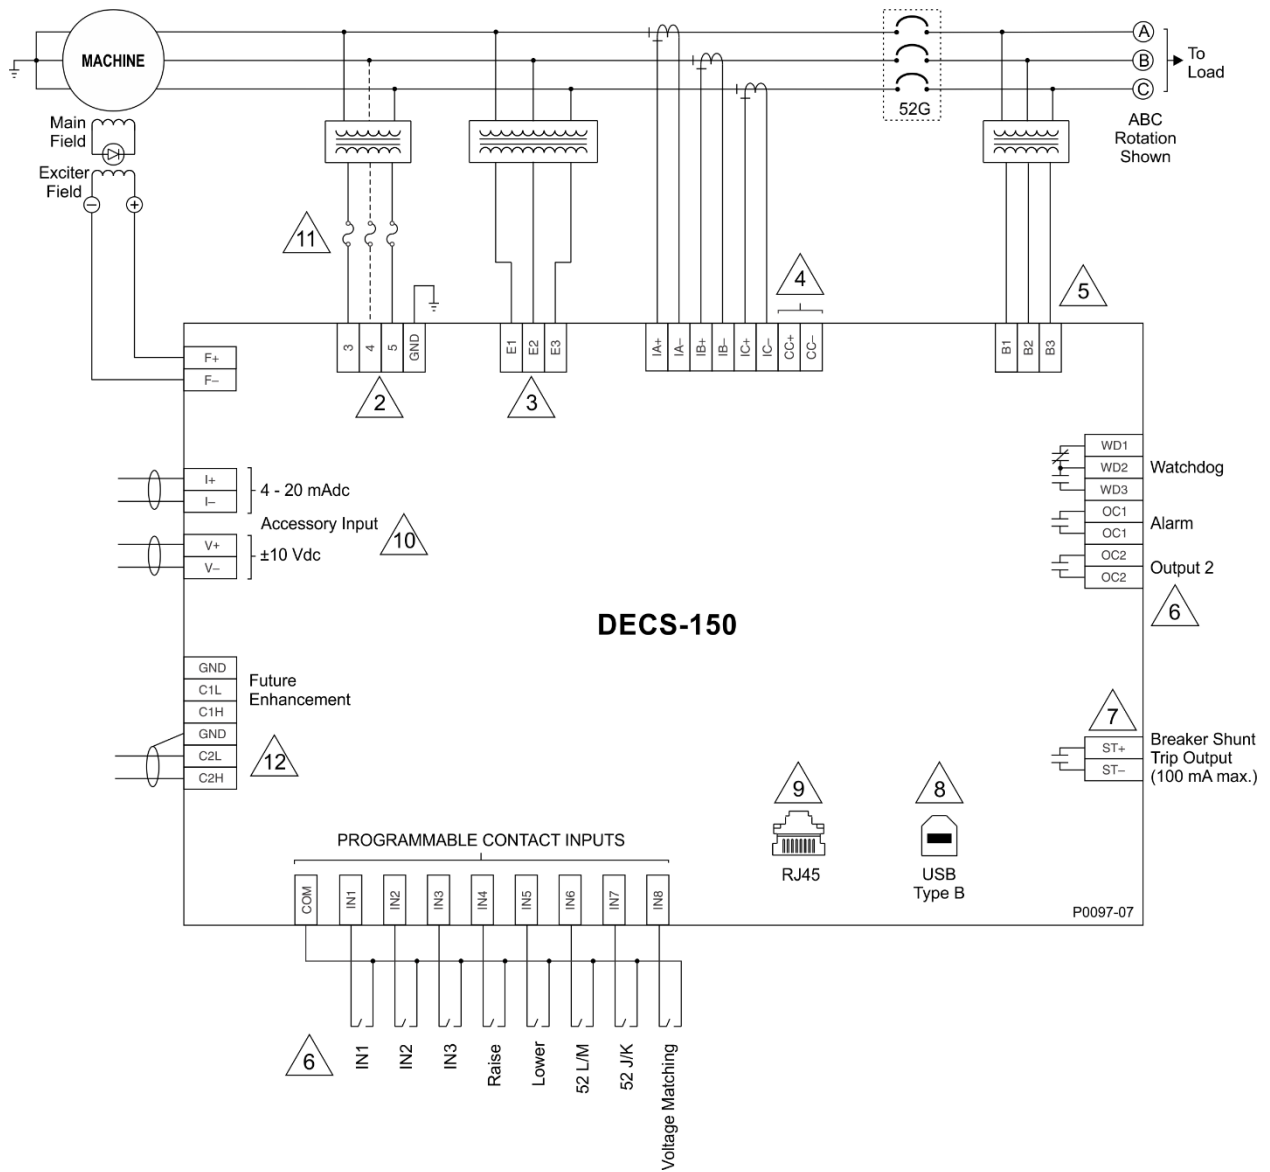 MACHINE
A
B
C
To
Load
52G
ABC
Rotation
Shown
Main
Field
Exciter
Field
−
+
11
4
5
3
4
5
GND
E1
E2
E3
IA+
IA−
IB+
IB−
IC+
IC−
CC+
CC−
B1
B2
B3
2
3
F+
F−
I+
I−
4 - 20 mAdc
Accessory Input
10
V+
V−
±10 Vdc
WD1
WD2
WD3
Watchdog
OC1
OC1
Alarm
OC2
OC2
Output 2
6
DECS-150
GND
C1L
C1H
GND
C2L
C2H
Future
Enhancement
12
7
ST+
ST−
Breaker Shunt
Trip Output
(100 mA max.)
9
RJ45
8
USB
Type B
PROGRAMMABLE CONTACT INPUTS
COM
IN1
IN2
IN3
IN4
IN5
IN6
IN7
IN8
P0097-07
6
IN1
IN2
IN3
Raise
Lower
52 L/M
52 J/K
Voltage Matching